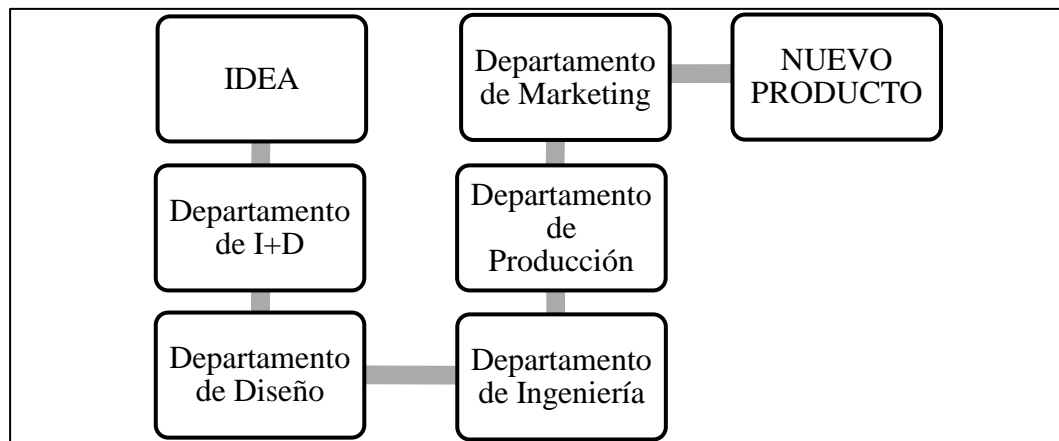 IDEA
Departamento
de I+D
Departamento
de Diseño
Departamento
de Ingeniería
Departamento
de
Producción
Departamento
de Marketing
NUEVO
PRODUCTO